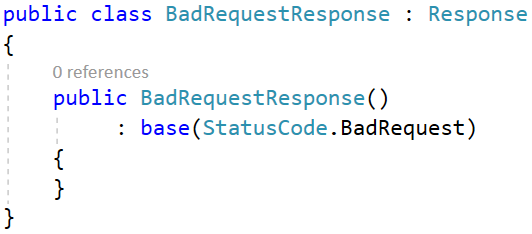 public class BadRequestResponse : Response
{
0 references
public BadRequestResponse()
: base(StatusCode.BadRequest)
{
}
}